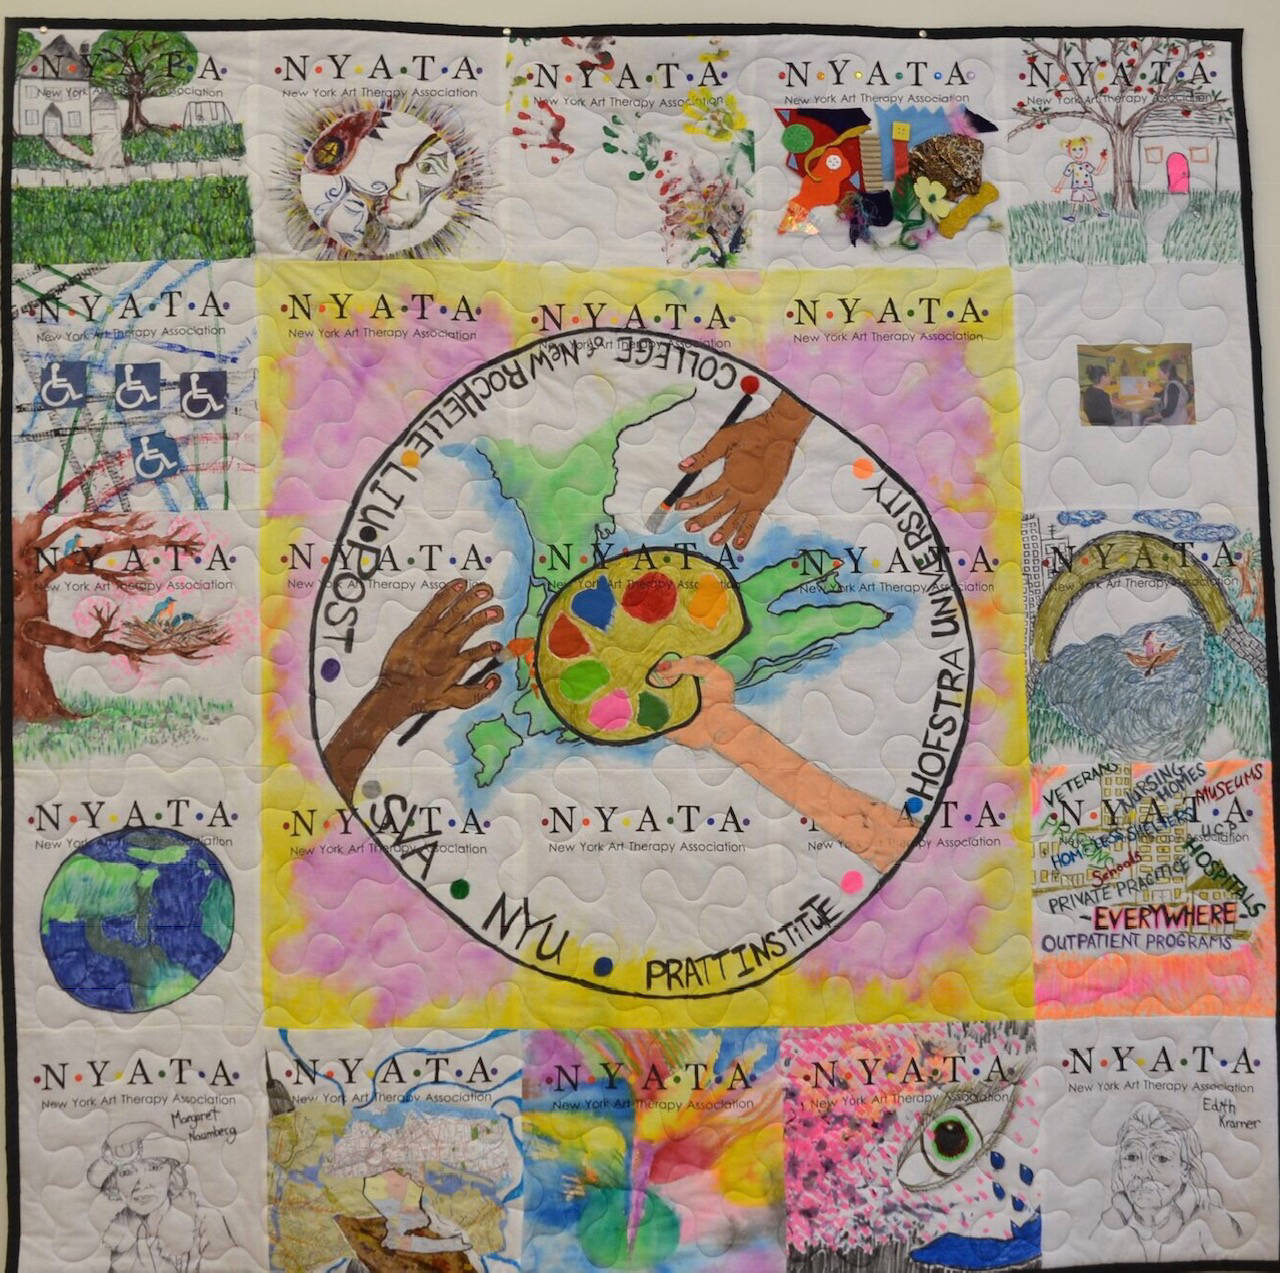 N•Y•A•T•A
New York Art Therapy Association
N•Y•A•T•A
New York Art Therapy Association
N•Y•A•T•A
New York Art Therapy Association
N•Y•A•T•A
New York Art Therapy Association
N•Y•A•T•A
New York Art Therapy Association
N•Y•A•T•A
New York Art Therapy Association
N•Y•A•T•A
New York Art Therapy Association
N•Y•A•T•A
New York Art Therapy Association
N•Y•A•T•A
New York Art Therapy Association
COLLEGE of NEW ROCHELLE
LIU•POST
SVA
NYU
PRATT INSTITUTE
HOFSTRA UNIVERSITY
N•Y•A•T•A
New York Art Therapy Association
N•Y•A•T•A
New York Art Therapy Association
N•Y•A•T•A
New York Art Therapy Association
N•Y•A•T•A
New York Art Therapy Association
N•Y•A•T•A
N•Y•A•T•A
New York Art Therapy Association
N•Y•A•T•A
New York Art Therapy Association
N•Y•A•T•A
New York Art Therapy Association
N•Y•A•T•A
New York Art Therapy Association
VETERANS
NURSING HOMES
MUSEUMS
N•Y•A•T•A
HOMELESS SHELTERS
U.C.P
Schools
HOSPITALS
PRIVATE PRACTICE
-EVERYWHERE-
OUTPATIENT PROGRAMS
N•Y•A•T•A
New York Art Therapy Association
Margaret
Naumberg
N•Y•A•T•A
New York Art Therapy Association
N•Y•A•T•A
New York Art Therapy Association
N•Y•A•T•A
New York Art Therapy Association
N•Y•A•T•A
New York Art Therapy Association
Edith
Kramer